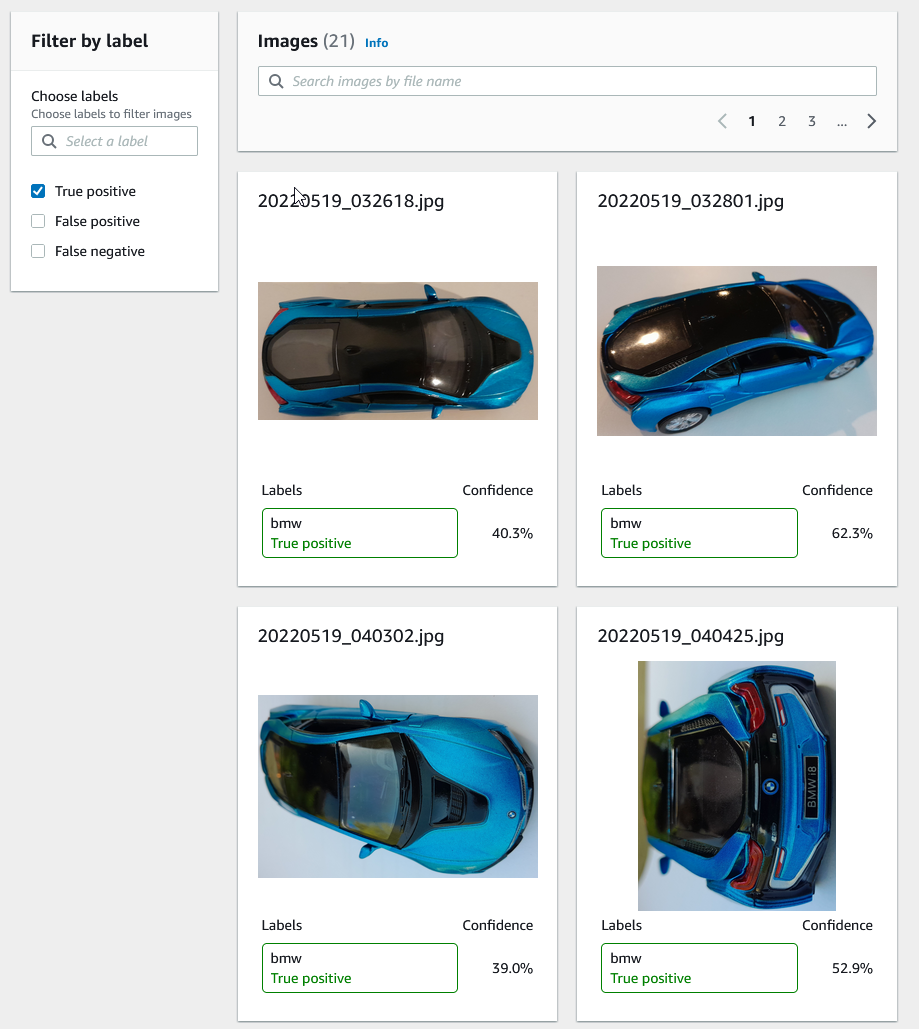 Filter by label
Choose labels
Choose labels to filter images
Select a label
True positive
False positive
False negative
Images (21) Info
Search images by file name
1 2 3 ...
20220519_032618.jpg
Labels Confidence
bmw
True positive
40.3%
20220519_032801.jpg
Labels Confidence
bmw
True positive
62.3%
20220519_040302.jpg
Labels Confidence
bmw
True positive
39.0%
20220519_040425.jpg
BMW i8
Labels Confidence
bmw
True positive
52.9%